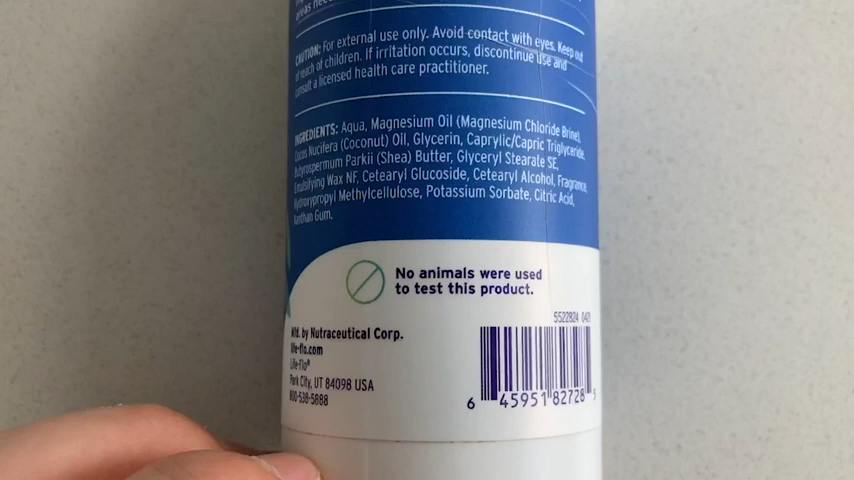 areas
CAUTION: For external use only. Avoid contact with eyes. Keep out
of reach of children. If irritation occurs, discontinue use and
consult a licensed health care practitioner.
INGREDIENTS: Aqua, Magnesium Oil (Magnesium Chloride Brine),
Cocos Nucifera (Coconut) Oil, Glycerin, Caprylic/Capric Triglyceride,
Butyrospermum Parkii (Shea) Butter, Glyceryl Stearate SE,
Emulsifying Wax NF, Cetearyl Glucoside, Cetearyl Alcohol, Fragrance,
Hydroxypropyl Methylcellulose, Potassium Sorbate, Citric Acid,
Xanthan Gum.
No animals were used
to test this product.
5522824 0421
Mfd. by Nutraceutical Corp.
life-flo.com
Life-Flo®
Park City, UT 84098 USA
800-538-5888
6 45951 82728 5